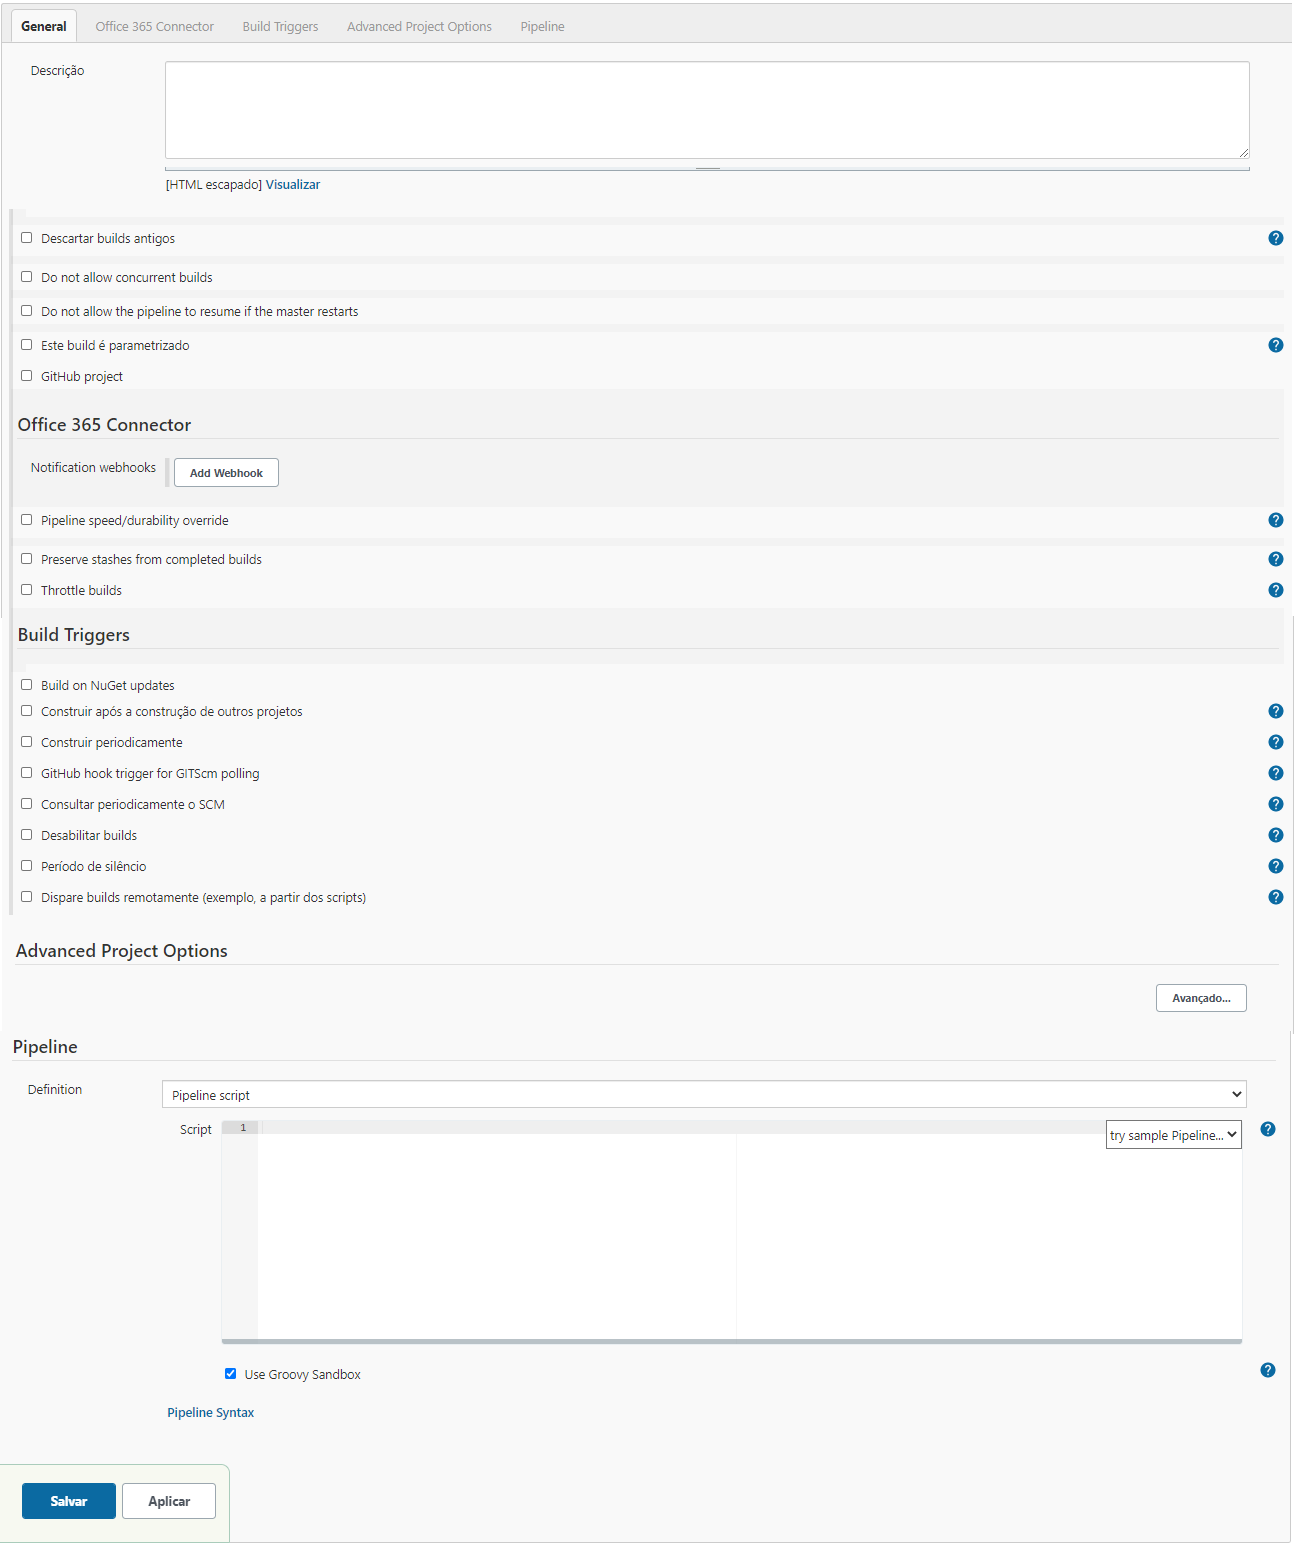 General Office 365 Connector Build Triggers Advanced Project Options Pipeline
Descrição
[HTML escapado] Visualizar
Descartar builds antigos
Do not allow concurrent builds
Do not allow the pipeline to resume if the master restarts
Este build é parametrizado
GitHub project
Office 365 Connector
Notification webhooks Add Webhook
Pipeline speed/durability override
Preserve stashes from completed builds
Throttle builds
Build Triggers
Build on NuGet updates
Construir após a construção de outros projetos
Construir periodicamente
GitHub hook trigger for GITScm polling
Consultar periodicamente o SCM
Desabilitar builds
Período de silêncio
Dispare builds remotamente (exemplo, a partir dos scripts)
Advanced Project Options
Avançado...
Pipeline
Definition Pipeline script
Script 1 try sample Pipeline...
Use Groovy Sandbox
Pipeline Syntax
Salvar Aplicar